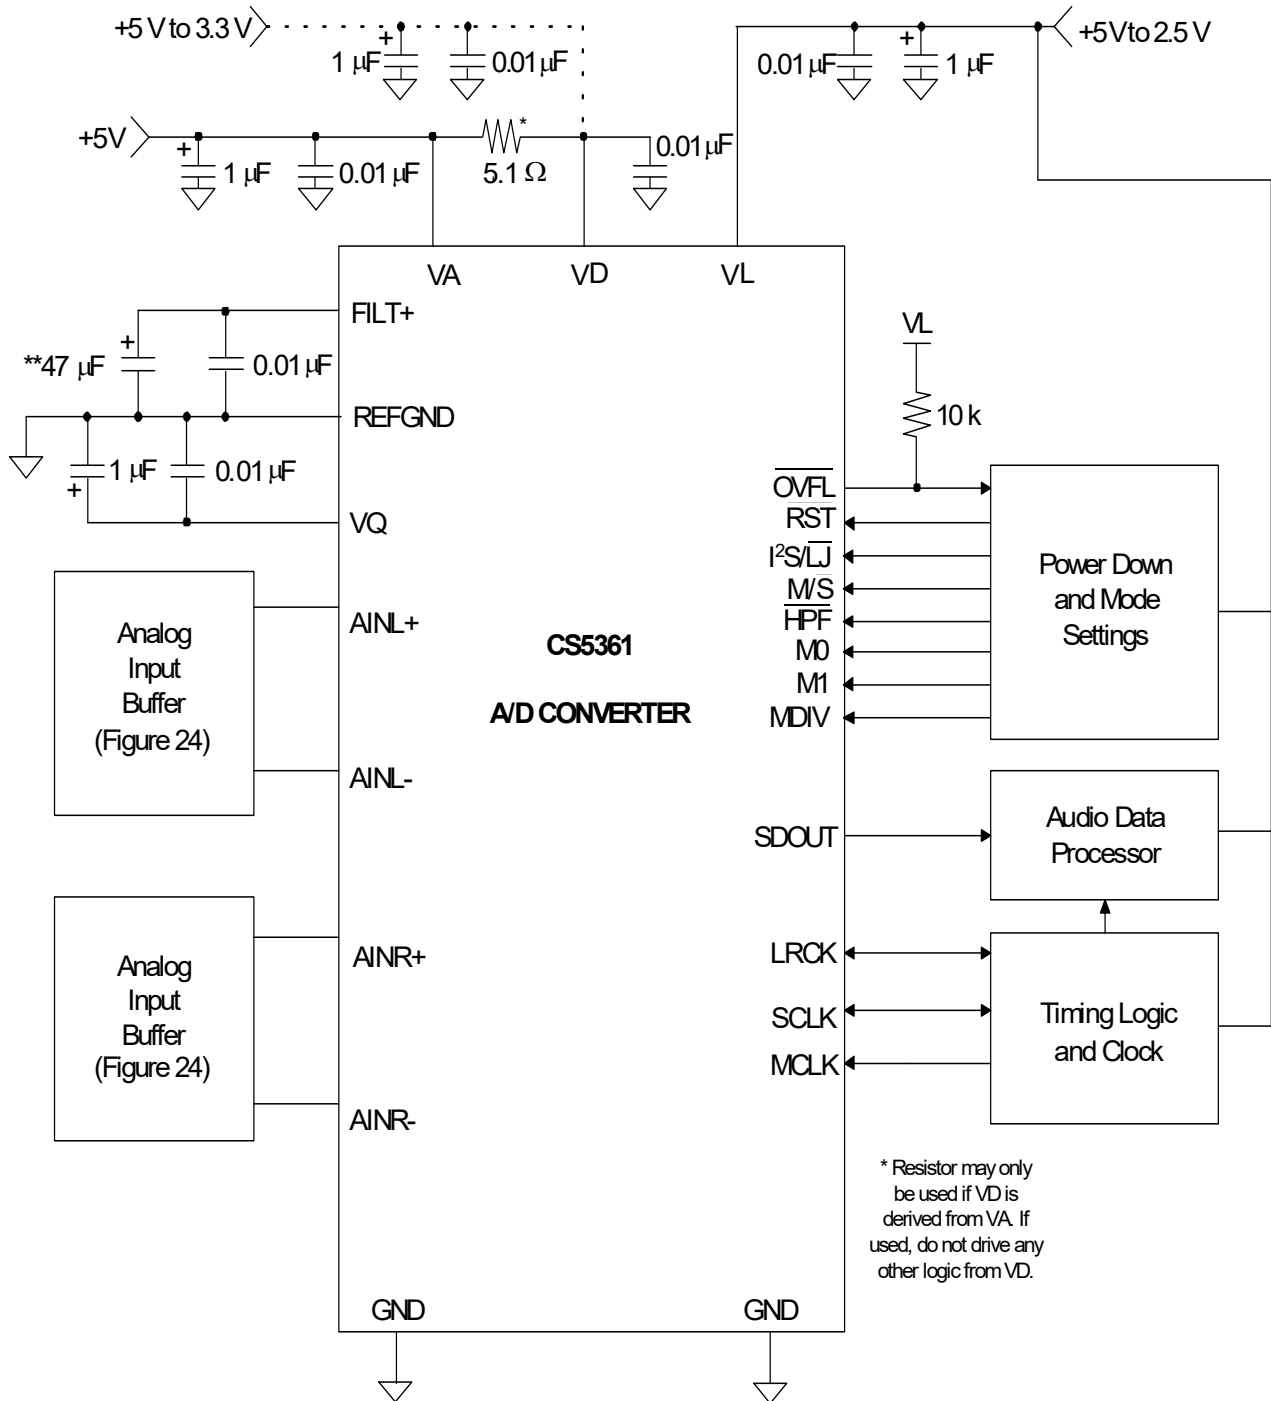 +5 V to 3.3 V
+
1 µF
0.01 µF
0.01 µF
+
1 µF
+5V to 2.5 V
+5V
+
1 µF
0.01 µF
*
5.1 Ω
0.01 µF
VA
VD
VL
FILT+
+
**47 µF
0.01 µF
REFGND
+
1 µF
0.01 µF
VQ
VL
10 k
OVFL
RST
I²S/LJ
M/S
HPF
M0
M1
MDIV
Power Down
and Mode
Settings
Analog
Input
Buffer
(Figure 24)
AINL+
AINL-
CS5361
A/D CONVERTER
SDOUT
Audio Data
Processor
Analog
Input
Buffer
(Figure 24)
AINR+
AINR-
LRCK
SCLK
MCLK
Timing Logic
and Clock
* Resistor may only
be used if VD is
derived from VA. If
used, do not drive any
other logic from VD.
GND
GND